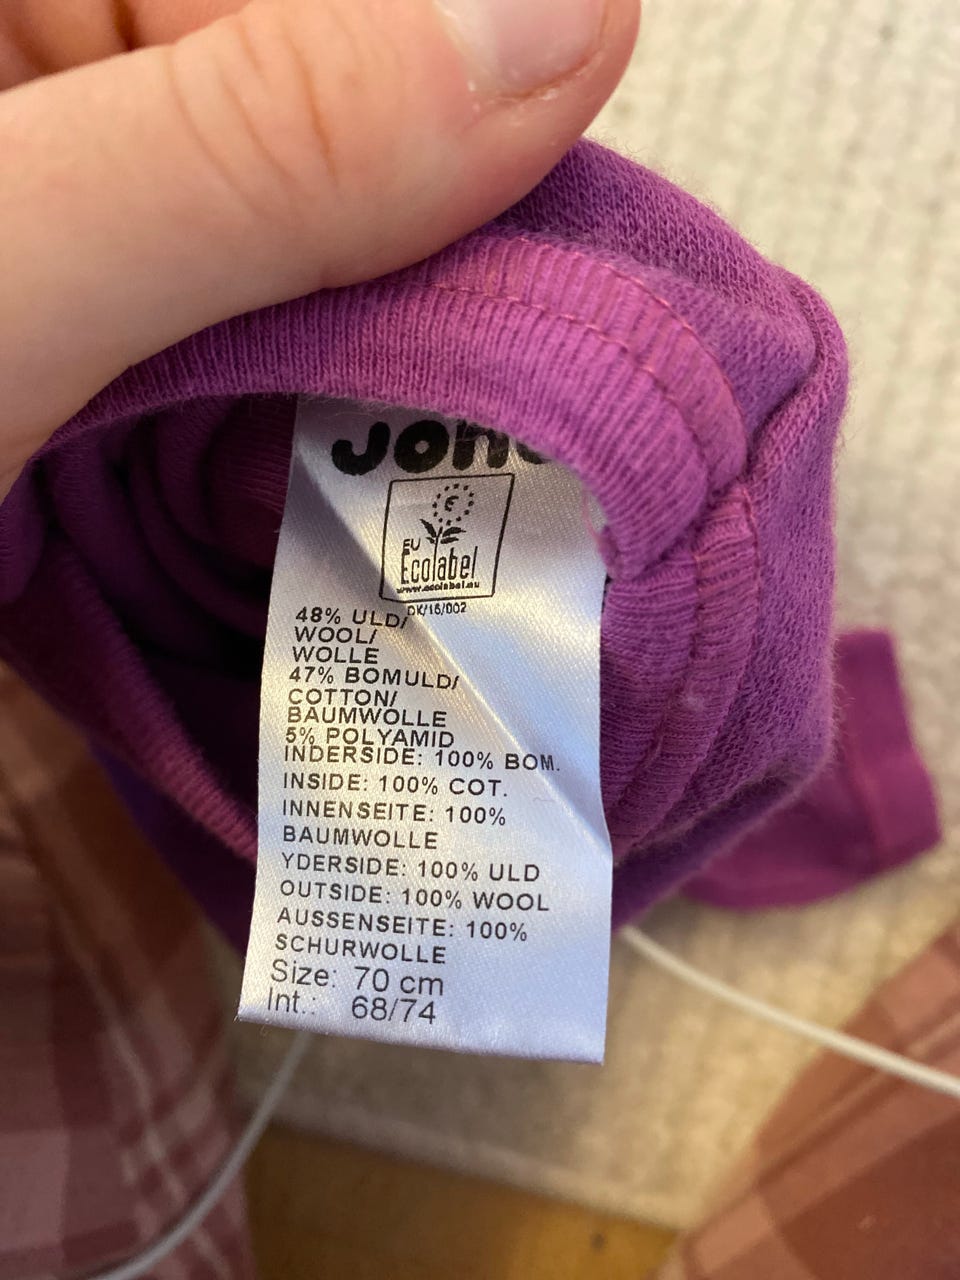 EU
Ecolabel
www.ecolabel.eu
DK/16/002
48% ULD/
WOOL/
WOLLE
47% BOMULD/
COTTON/
BAUMWOLLE
5% POLYAMID
INDERSIDE: 100% BOM.
INSIDE: 100% COT.
INNENSEITE: 100%
BAUMWOLLE
YDERSIDE: 100% ULD
OUTSIDE: 100% WOOL
AUSSENSEITE: 100%
SCHURWOLLE
Size: 70 cm
Int.: 68/74